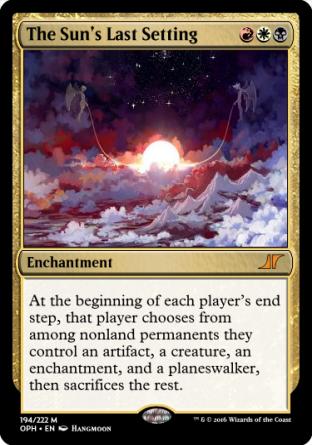 The Sun's Last Setting
Enchantment
At the beginning of each player's end
step, that player chooses from
among nonland permanents they
control an artifact, a creature, an
enchantment, and a planeswalker,
then sacrifices the rest.
194/222 M
OPH • EN HANGMOON
™ & © 2016 Wizards of the Coast